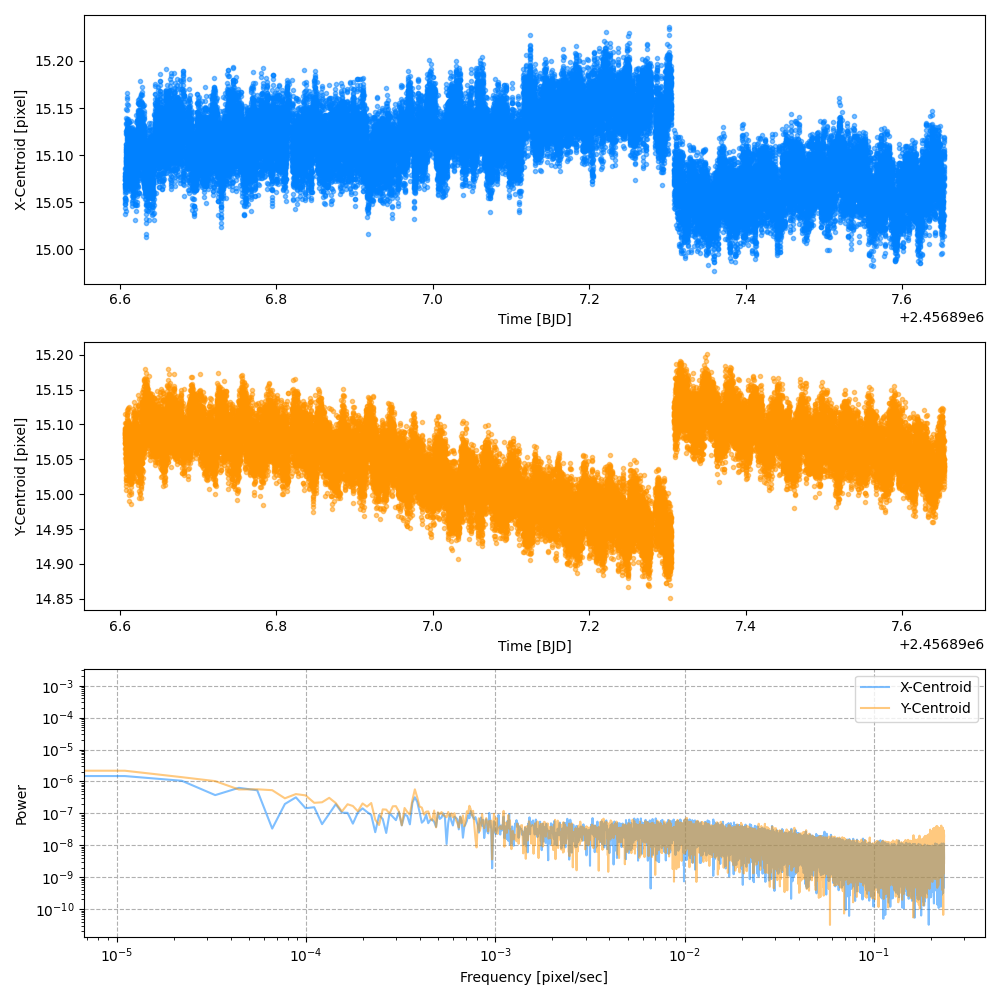 15.20
15.15
15.10
15.05
15.00
X-Centroid [pixel]
6.6 6.8 7.0 7.2 7.4 7.6
Time [BJD]
+2.45689e6
15.20
15.15
15.10
15.05
15.00
14.95
14.90
14.85
Y-Centroid [pixel]
6.6 6.8 7.0 7.2 7.4 7.6
Time [BJD]
+2.45689e6
X-Centroid
Y-Centroid
10⁻³
10⁻⁴
10⁻⁵
10⁻⁶
10⁻⁷
10⁻⁸
10⁻⁹
10⁻¹⁰
Power
10⁻⁵ 10⁻⁴ 10⁻³ 10⁻² 10⁻¹
Frequency [pixel/sec]